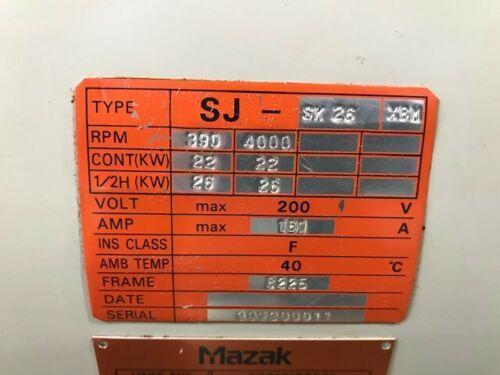 TYPE SJ - SK 26 XBM
RPM 390 4000
CONT(KW) 22 22
1/2H (KW) 26 26
VOLT max 200 V
AMP max 161 A
INS CLASS F
AMB TEMP 40 °C
FRAME
DATE
SERIAL
Mazak